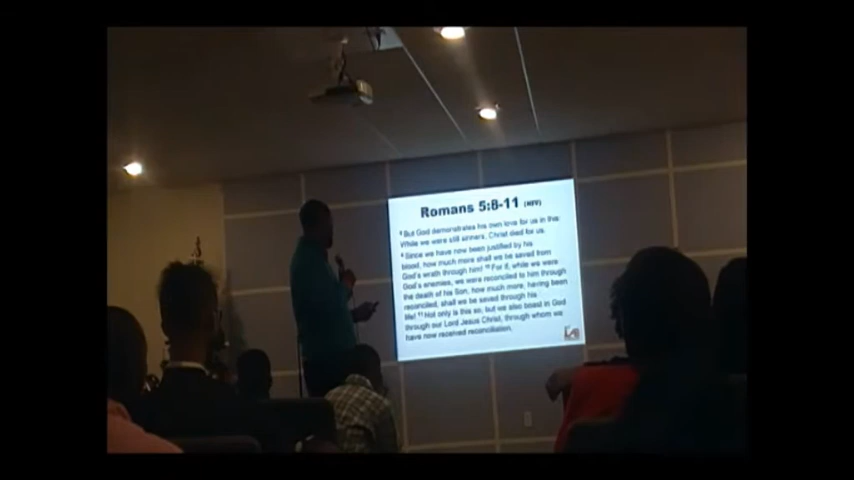 Romans 5:8-11 (NIV)
⁸ But God demonstrates his own love for us in this:
While we were still sinners, Christ died for us.
⁹ Since we have now been justified by his
blood, how much more shall we be saved from
God's wrath through him! ¹⁰ For if, while we were
God's enemies, we were reconciled to him through
the death of his Son, how much more, having been
reconciled, shall we be saved through his
life! ¹¹ Not only is this so, but we also boast in God
through our Lord Jesus Christ, through whom we
have now received reconciliation.